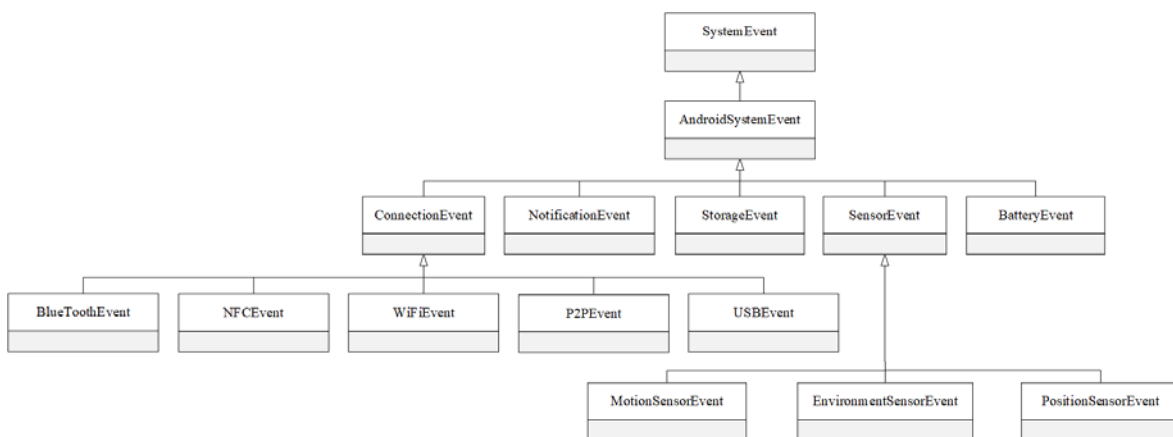 SystemEvent
AndroidSystemEvent
ConnectionEvent
NotificationEvent
StorageEvent
SensorEvent
BatteryEvent
BlueToothEvent
NFCEvent
WiFiEvent
P2PEvent
USBEvent
MotionSensorEvent
EnvironmentSensorEvent
PositionSensorEvent